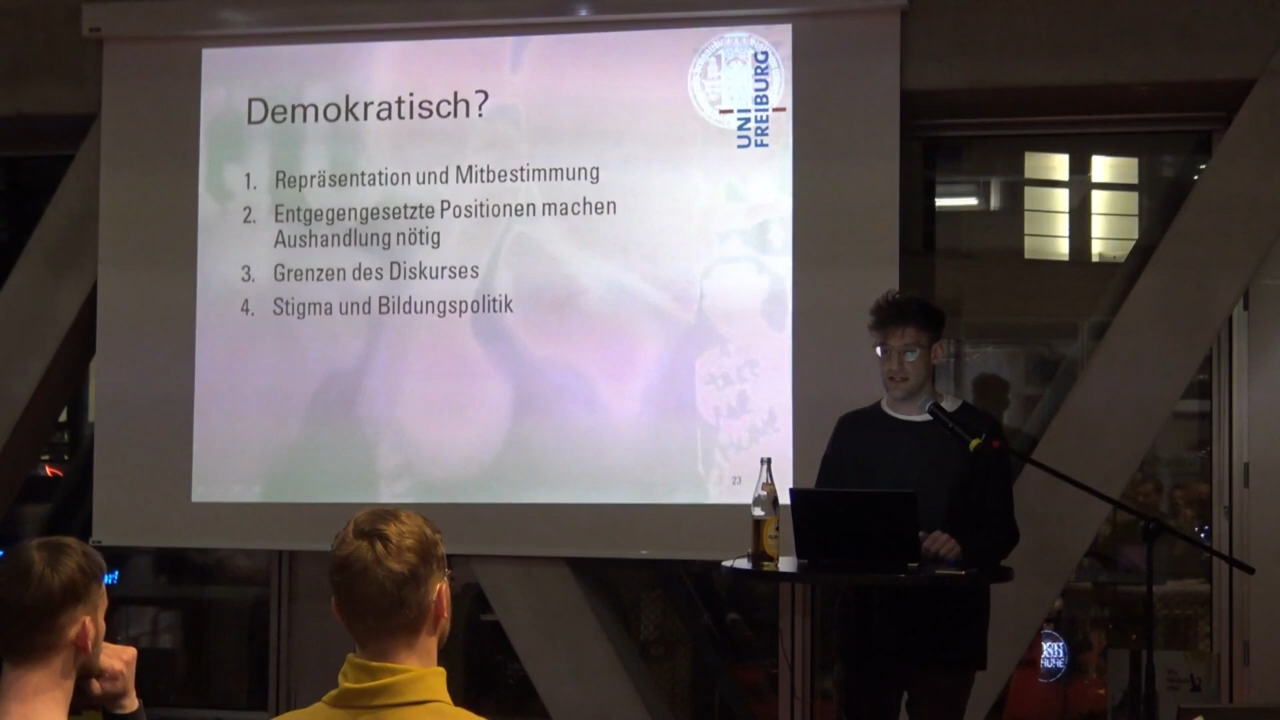 Demokratisch?
UNI
FREIBURG
1. Repräsentation und Mitbestimmung
2. Entgegengesetzte Positionen machen
Aushandlung nötig
3. Grenzen des Diskurses
4. Stigma und Bildungspolitik
23